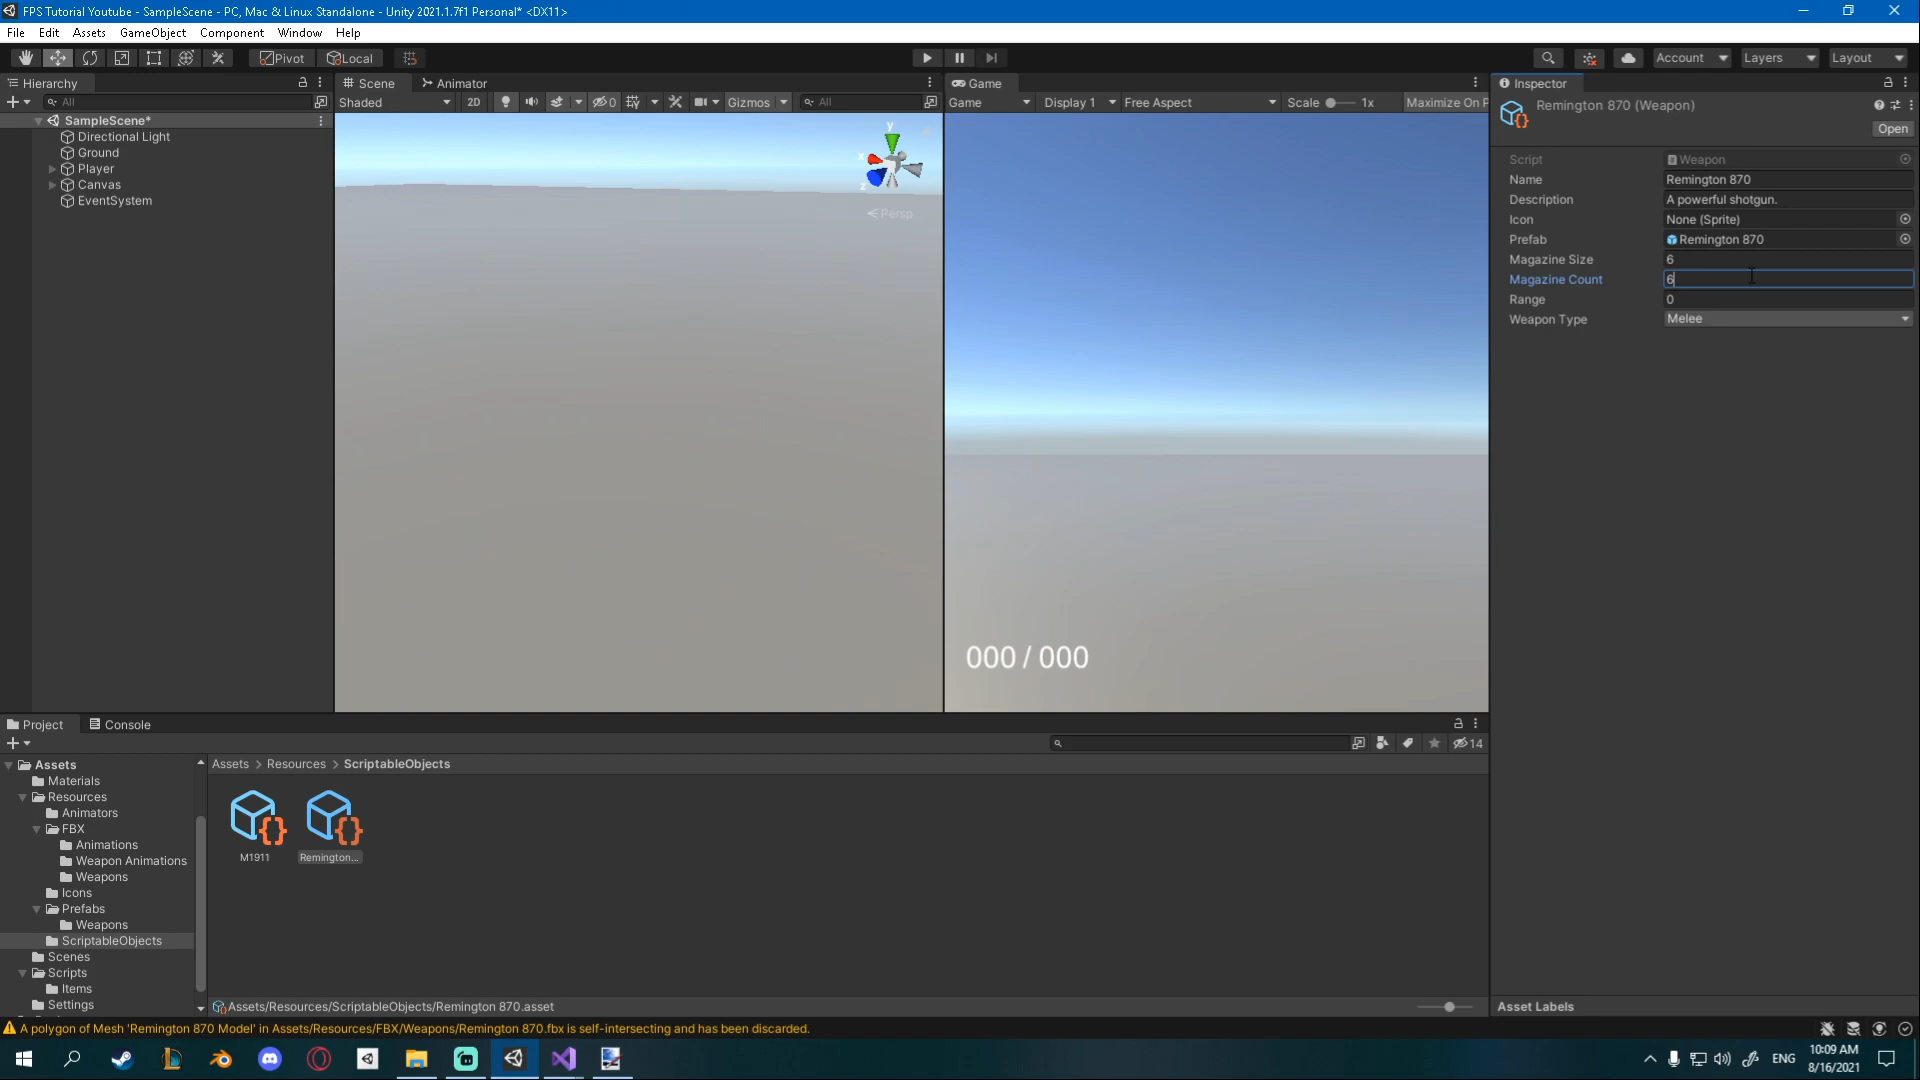 FPS Tutorial Youtube - SampleScene - PC, Mac & Linux Standalone - Unity 2021.1.7f1 Personal* <DX11>
File Edit Assets GameObject Component Window Help
Pivot Local Account Layers Layout
Hierarchy
All
SampleScene*
Directional Light
Ground
Player
Canvas
EventSystem
Scene Animator
Shaded 2D 0 Gizmos All
y
x
z
Persp
Game
Game Display 1 Free Aspect Scale 1x Maximize On P
000 / 000
Inspector
Remington 870 (Weapon)
Open
Script Weapon
Name Remington 870
Description A powerful shotgun.
Icon None (Sprite)
Prefab Remington 870
Magazine Size 6
Magazine Count 6
Range 0
Weapon Type Melee
Asset Labels
Project Console
14
Assets
Materials
Resources
Animators
FBX
Animations
Weapon Animations
Weapons
Icons
Prefabs
Weapons
ScriptableObjects
Scenes
Scripts
Items
Settings
Assets > Resources > ScriptableObjects
M1911 Remington...
Assets/Resources/ScriptableObjects/Remington 870.asset
A polygon of Mesh 'Remington 870 Model' in Assets/Resources/FBX/Weapons/Remington 870.fbx is self-intersecting and has been discarded.
ENG 10:09 AM
8/16/2021